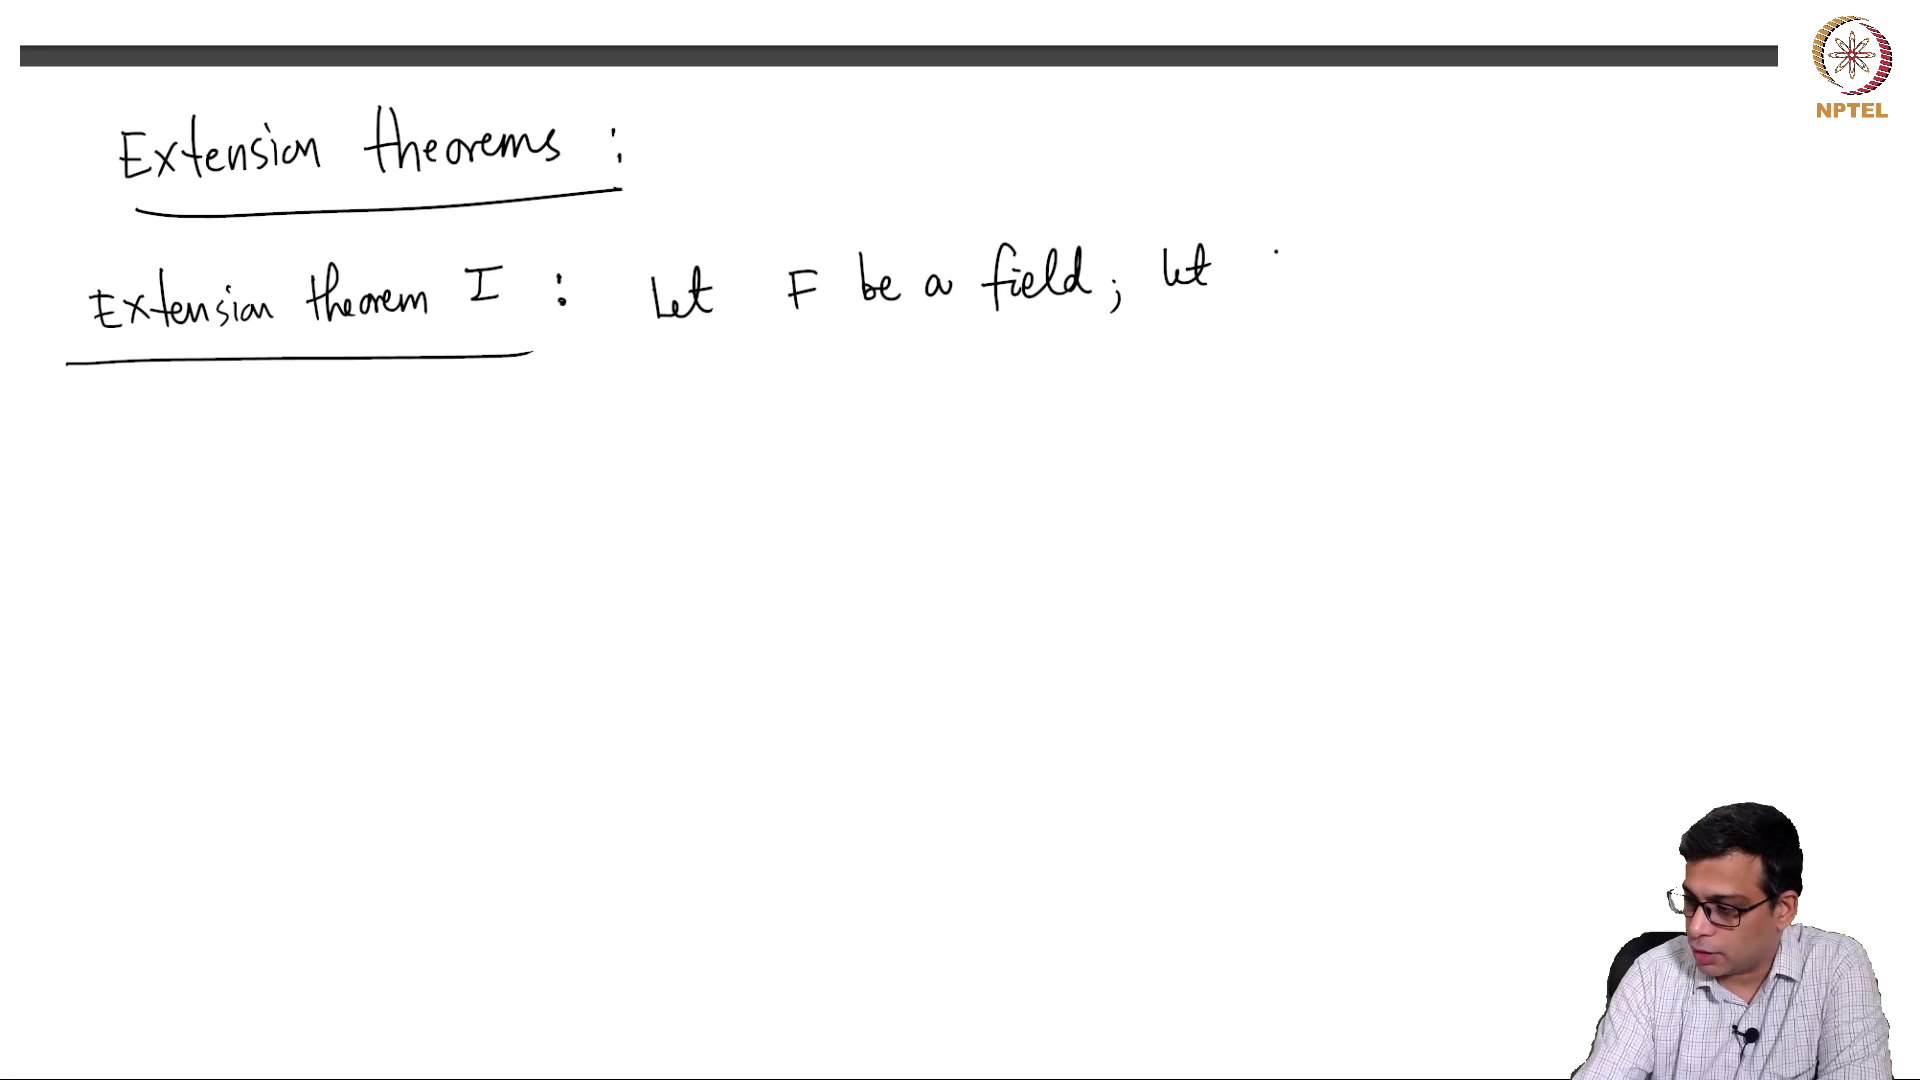 NPTEL
Extension theorems :
Extension theorem I : Let F be a field; let